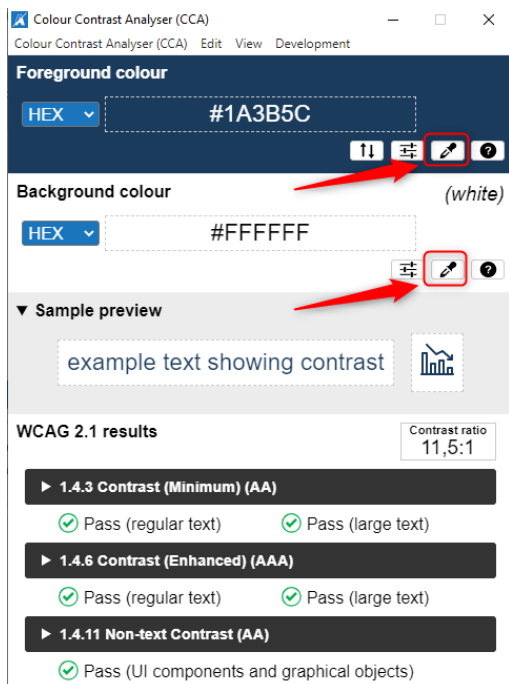 Colour Contrast Analyser (CCA)
Colour Contrast Analyser (CCA) Edit View Development
Foreground colour
HEX #1A3B5C
Background colour (white)
HEX #FFFFFF
▼ Sample preview
example text showing contrast
WCAG 2.1 results
Contrast ratio
11,5:1
▶ 1.4.3 Contrast (Minimum) (AA)
Pass (regular text) Pass (large text)
▶ 1.4.6 Contrast (Enhanced) (AAA)
Pass (regular text) Pass (large text)
▶ 1.4.11 Non-text Contrast (AA)
Pass (UI components and graphical objects)